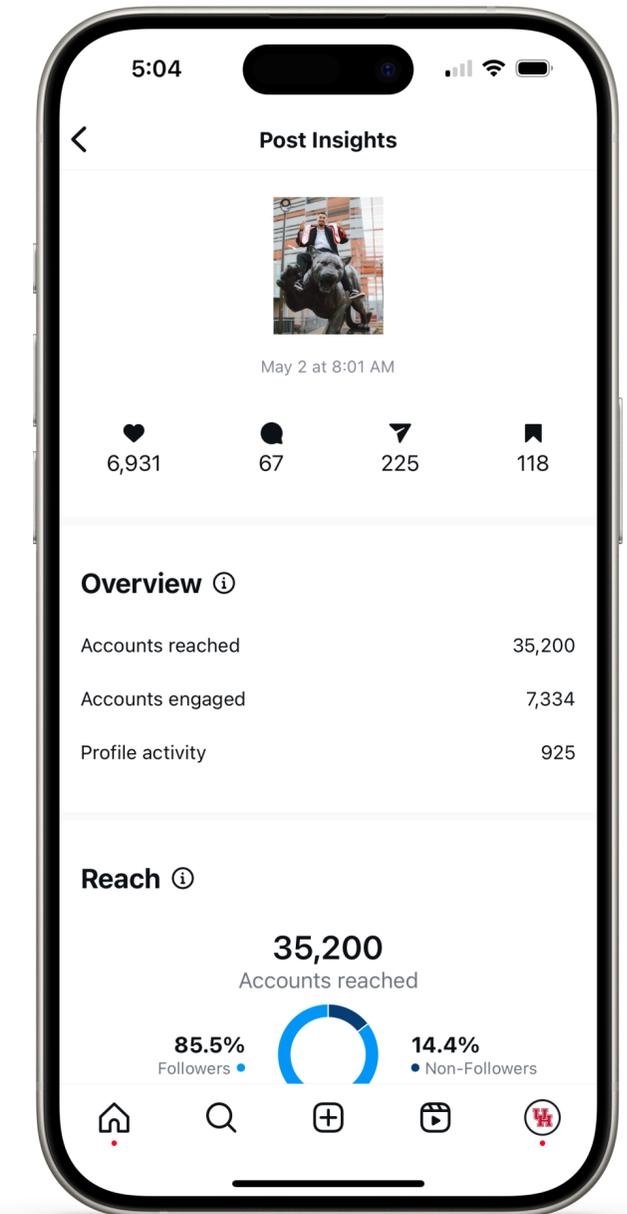 5:04
Post Insights
May 2 at 8:01 AM
6,931 67 225 118
Overview
Accounts reached 35,200
Accounts engaged 7,334
Profile activity 925
Reach
35,200
Accounts reached
85.5% 14.4%
Followers Non-Followers
UH